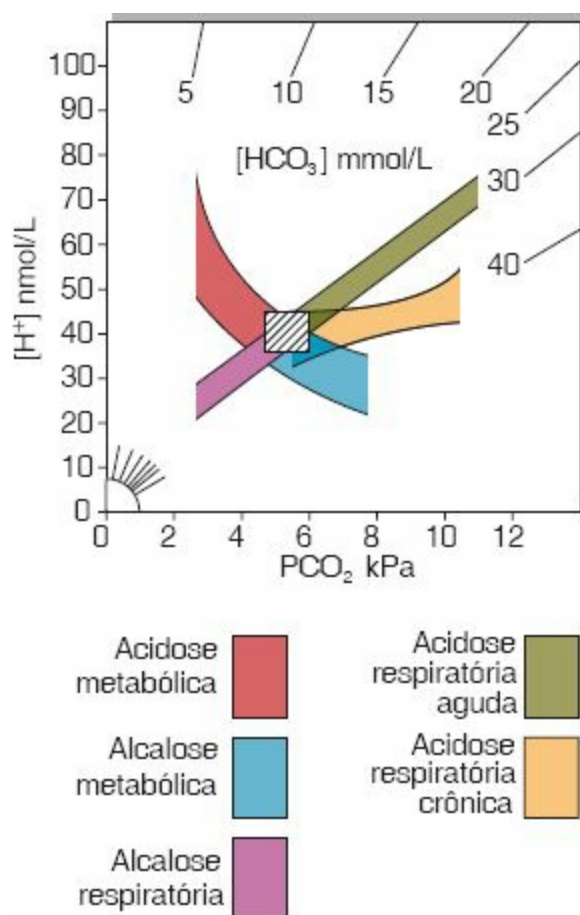 100
90
80
70
60
50
40
30
20
10
0
[H⁺] nmol/L
5
10
15
20
25
30
40
[HCO₃] mmol/L
0
2
4
6
8
10
12
PCO₂ kPa
Acidose
metabólica
Alcalose
metabólica
Alcalose
respiratória
Acidose
respiratória
aguda
Acidose
respiratória
crônica